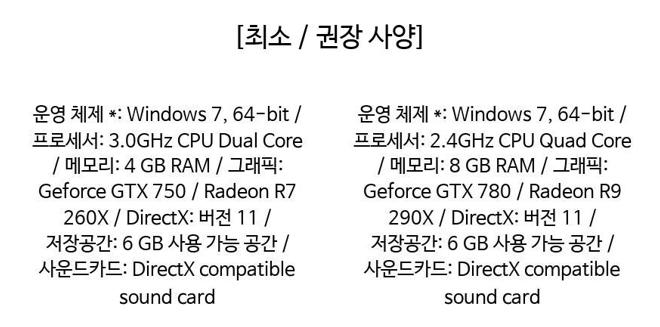 [최소 / 권장 사양]
운영 체제 *: Windows 7, 64-bit /
프로세서: 3.0GHz CPU Dual Core
/ 메모리: 4 GB RAM / 그래픽:
Geforce GTX 750 / Radeon R7
260X / DirectX: 버전 11 /
저장공간: 6 GB 사용 가능 공간 /
사운드카드: DirectX compatible
sound card
운영 체제 *: Windows 7, 64-bit /
프로세서: 2.4GHz CPU Quad Core
/ 메모리: 8 GB RAM / 그래픽:
Geforce GTX 780 / Radeon R9
290X / DirectX: 버전 11 /
저장공간: 6 GB 사용 가능 공간 /
사운드카드: DirectX compatible
sound card